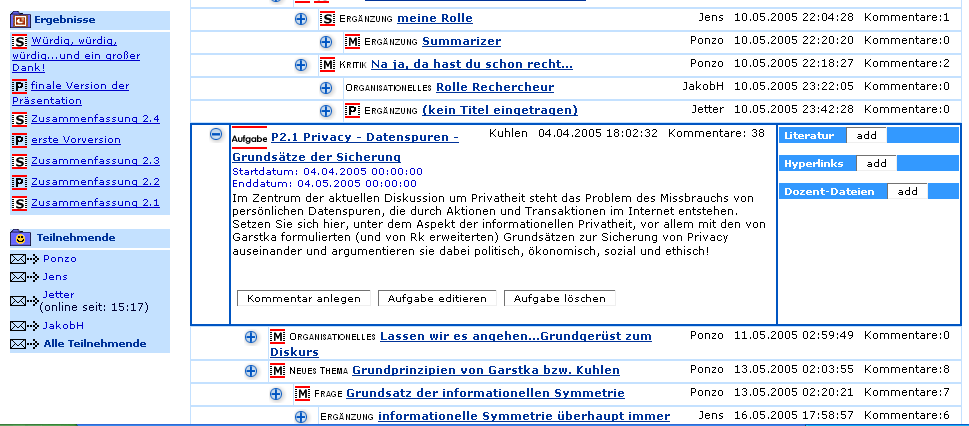 Ergebnisse
S Würdig, würdig,
würdig...und ein großer
Dank!
P finale Version der
Präsentation
S Zusammenfassung 2.4
P erste Vorversion
S Zusammenfassung 2.3
P Zusammenfassung 2.2
S Zusammenfassung 2.1
Teilnehmende
Ponzo
Jens
Jetter
(online seit: 15:17)
JakobH
Alle Teilnehmende
S Ergänzung meine Rolle Jens 10.05.2005 22:04:28 Kommentare:1
M Ergänzung Summarizer Ponzo 10.05.2005 22:20:20 Kommentare:0
M Kritik Na ja, da hast du schon recht... Ponzo 10.05.2005 22:18:27 Kommentare:2
Organisationelles Rolle Rechercheur JakobH 10.05.2005 23:22:05 Kommentare:0
P Ergänzung (kein Titel eingetragen) Jetter 10.05.2005 23:42:28 Kommentare:0
Aufgabe P2.1 Privacy - Datenspuren - Kuhlen 04.04.2005 18:02:32 Kommentare: 38
Grundsätze der Sicherung
Startdatum: 04.04.2005 00:00:00
Enddatum: 04.05.2005 00:00:00
Im Zentrum der aktuellen Diskussion um Privatheit steht das Problem des Missbrauchs von
persönlichen Datenspuren, die durch Aktionen und Transaktionen im Internet entstehen.
Setzen Sie sich hier, unter dem Aspekt der informationellen Privatheit, vor allem mit den von
Garstka formulierten (und von Rk erweiterten) Grundsätzen zur Sicherung von Privacy
auseinander und argumentieren sie dabei politisch, ökonomisch, sozial und ethisch!
Kommentar anlegen Aufgabe editieren Aufgabe löschen
Literatur add
Hyperlinks add
Dozent-Dateien add
M Organisationelles Lassen wir es angehen...Grundgerüst zum Ponzo 11.05.2005 02:59:49 Kommentare:0
Diskurs
M Neues Thema Grundprinzipien von Garstka bzw. Kuhlen Ponzo 13.05.2005 02:03:55 Kommentare:8
M Frage Grundsatz der informationellen Symmetrie Ponzo 13.05.2005 02:20:21 Kommentare:7
Ergänzung informationelle Symmetrie überhaupt immer Jens 16.05.2005 17:58:57 Kommentare:6